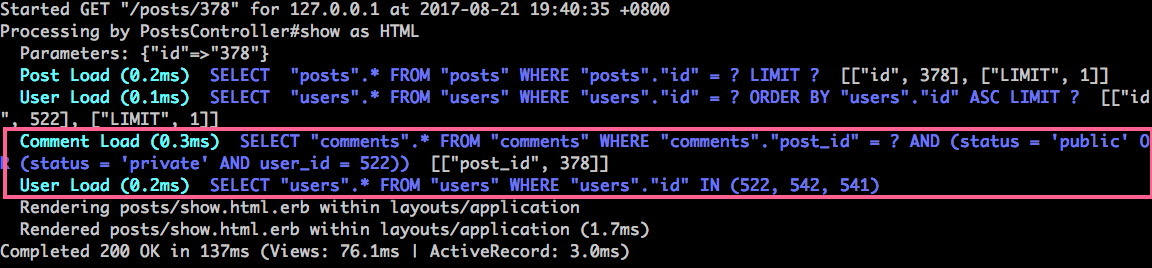 Started GET "/posts/378" for 127.0.0.1 at 2017-08-21 19:40:35 +0800
Processing by PostsController#show as HTML
  Parameters: {"id"=>"378"}
  Post Load (0.2ms)  SELECT  "posts".* FROM "posts" WHERE "posts"."id" = ? LIMIT ?  [["id", 378], ["LIMIT", 1]]
  User Load (0.1ms)  SELECT  "users".* FROM "users" WHERE "users"."id" = ? ORDER BY "users"."id" ASC LIMIT ?  [["id
", 522], ["LIMIT", 1]]
  Comment Load (0.3ms)  SELECT "comments".* FROM "comments" WHERE "comments"."post_id" = ? AND (status = 'public' O
R (status = 'private' AND user_id = 522))  [["post_id", 378]]
  User Load (0.2ms)  SELECT "users".* FROM "users" WHERE "users"."id" IN (522, 542, 541)
  Rendering posts/show.html.erb within layouts/application
  Rendered posts/show.html.erb within layouts/application (1.7ms)
Completed 200 OK in 137ms (Views: 76.1ms | ActiveRecord: 3.0ms)